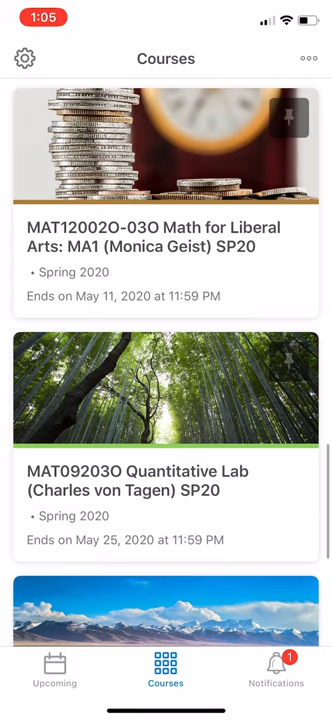 1:05
Courses
MAT12002O-03O Math for Liberal
Arts: MA1 (Monica Geist) SP20
• Spring 2020
Ends on May 11, 2020 at 11:59 PM
MAT09203O Quantitative Lab
(Charles von Tagen) SP20
• Spring 2020
Ends on May 25, 2020 at 11:59 PM
1
Upcoming
Courses
Notifications